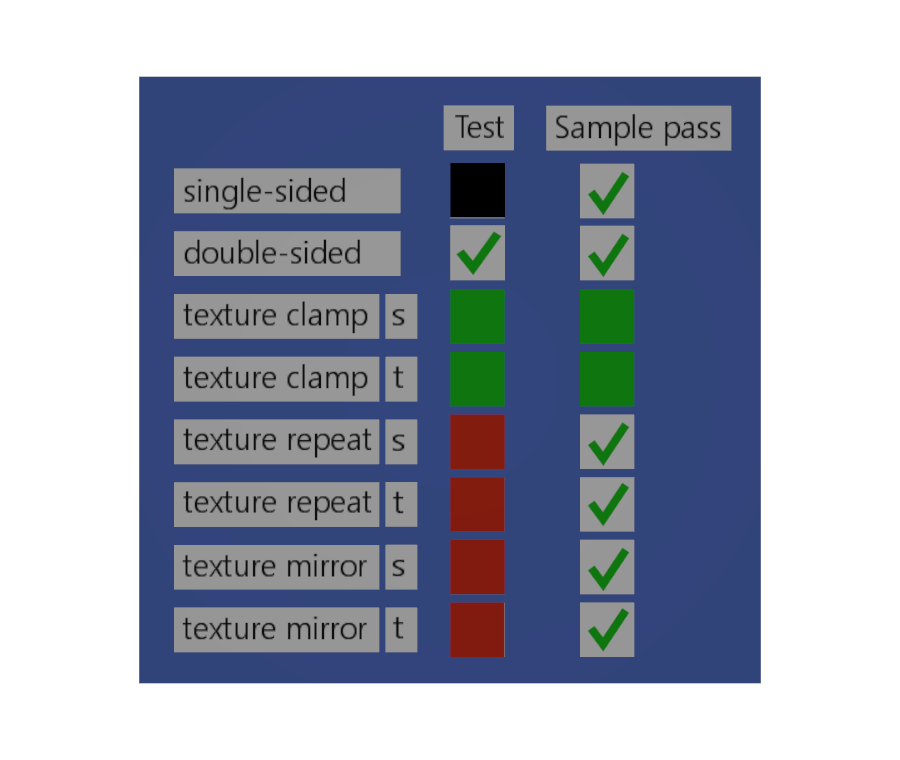 Test Sample pass
single-sided
double-sided
texture clamp s
texture clamp t
texture repeat s
texture repeat t
texture mirror s
texture mirror t